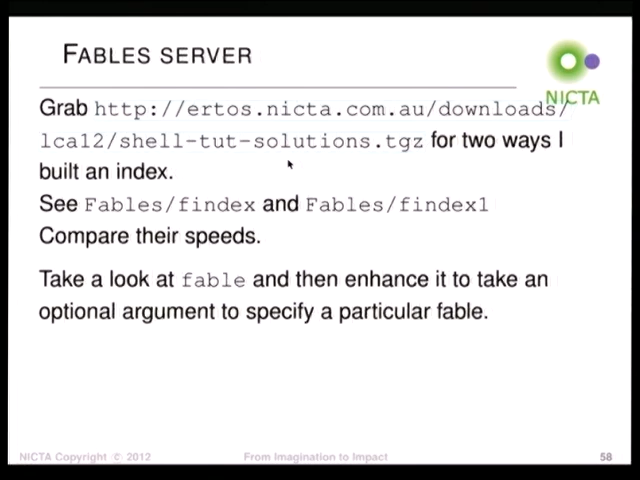 FABLES SERVER
NICTA
Grab http://ertos.nicta.com.au/downloads/
lca12/shell-tut-solutions.tgz for two ways I
built an index.
See Fables/findex and Fables/findex1
Compare their speeds.
Take a look at fable and then enhance it to take an
optional argument to specify a particular fable.
NICTA Copyright © 2012
From Imagination to Impact
58